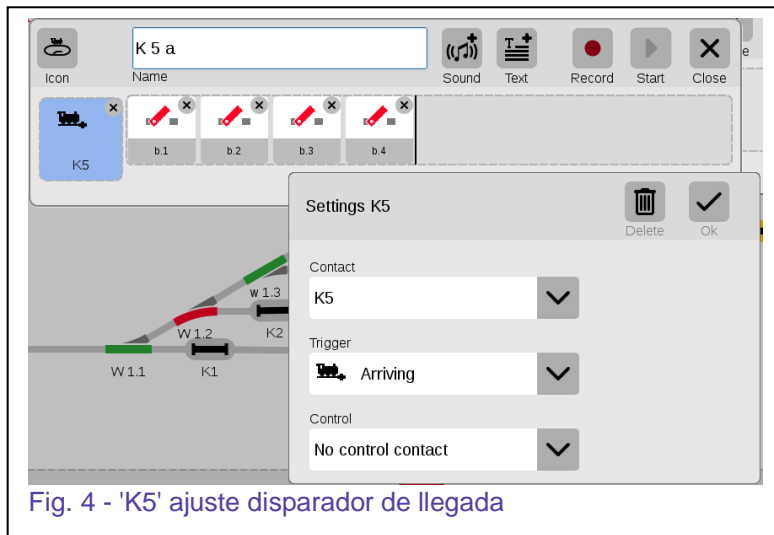 K 5 a
Icon
Name
Sound
Text
Record
Start
Close
e
K5
b.1
b.2
b.3
b.4
Settings K5
Delete
Ok
Contact
K5
Trigger
Arriving
Control
No control contact
w 1.3
W 1.2
K2
W 1.1
K1
Fig. 4 - 'K5' ajuste disparador de llegada